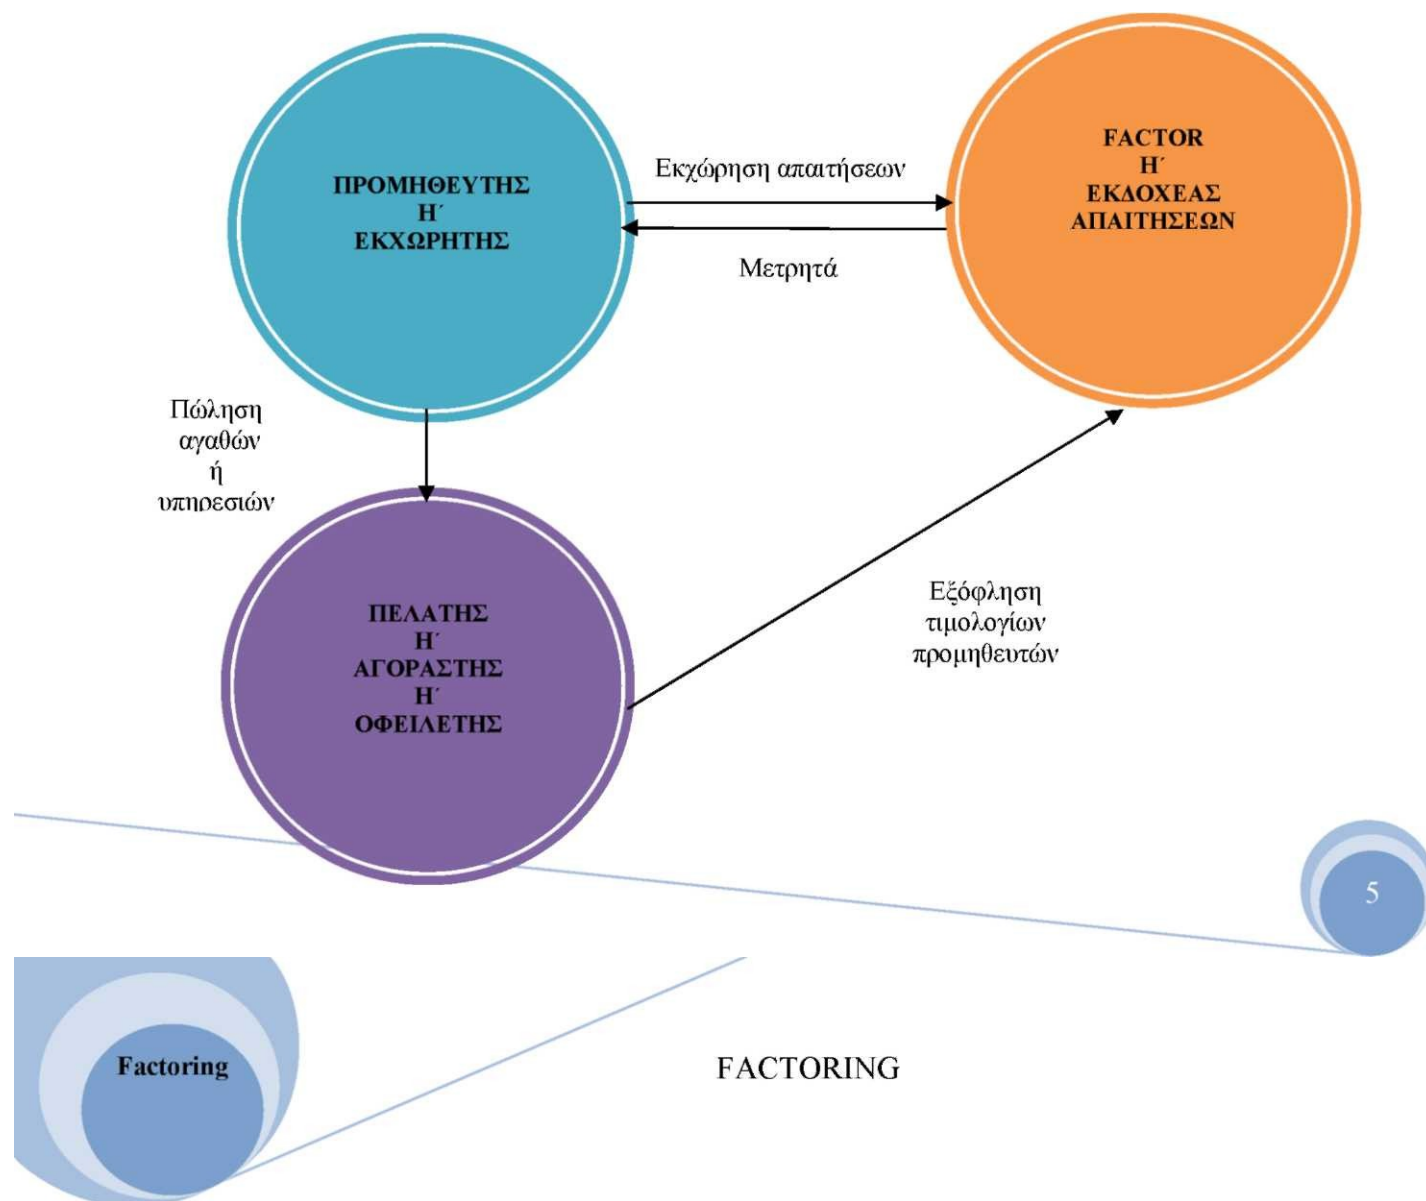 ΠΡΟΜΗΘΕΥΤΗΣ
Η΄
ΕΚΧΩΡΗΤΗΣ
Εκχώρηση απαιτήσεων
Μετρητά
FACTOR
Η΄
ΕΚΔΟΧΕΑΣ
ΑΠΑΙΤΗΣΕΩΝ
Πώληση
αγαθών
ή
υπηρεσιών
ΠΕΛΑΤΗΣ
Η΄
ΑΓΟΡΑΣΤΗΣ
Η΄
ΟΦΕΙΛΕΤΗΣ
Εξόφληση
τιμολογίων
προμηθευτών
5
Factoring
FACTORING